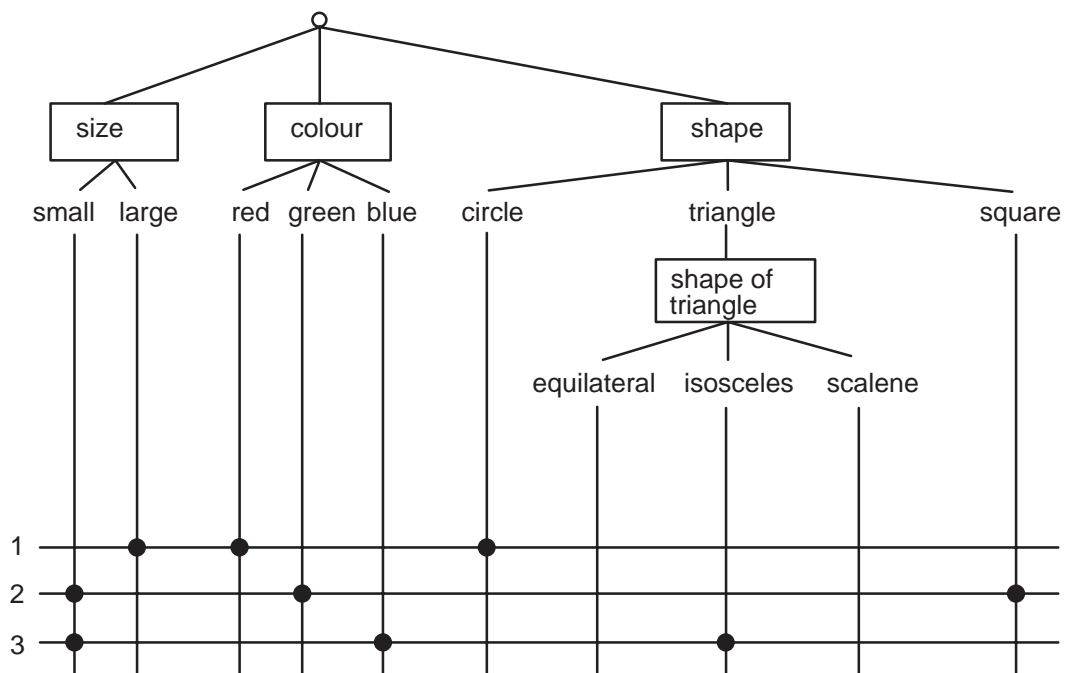 size colour shape
small large red green blue circle triangle square
shape of
triangle
equilateral isosceles scalene
1
2
3